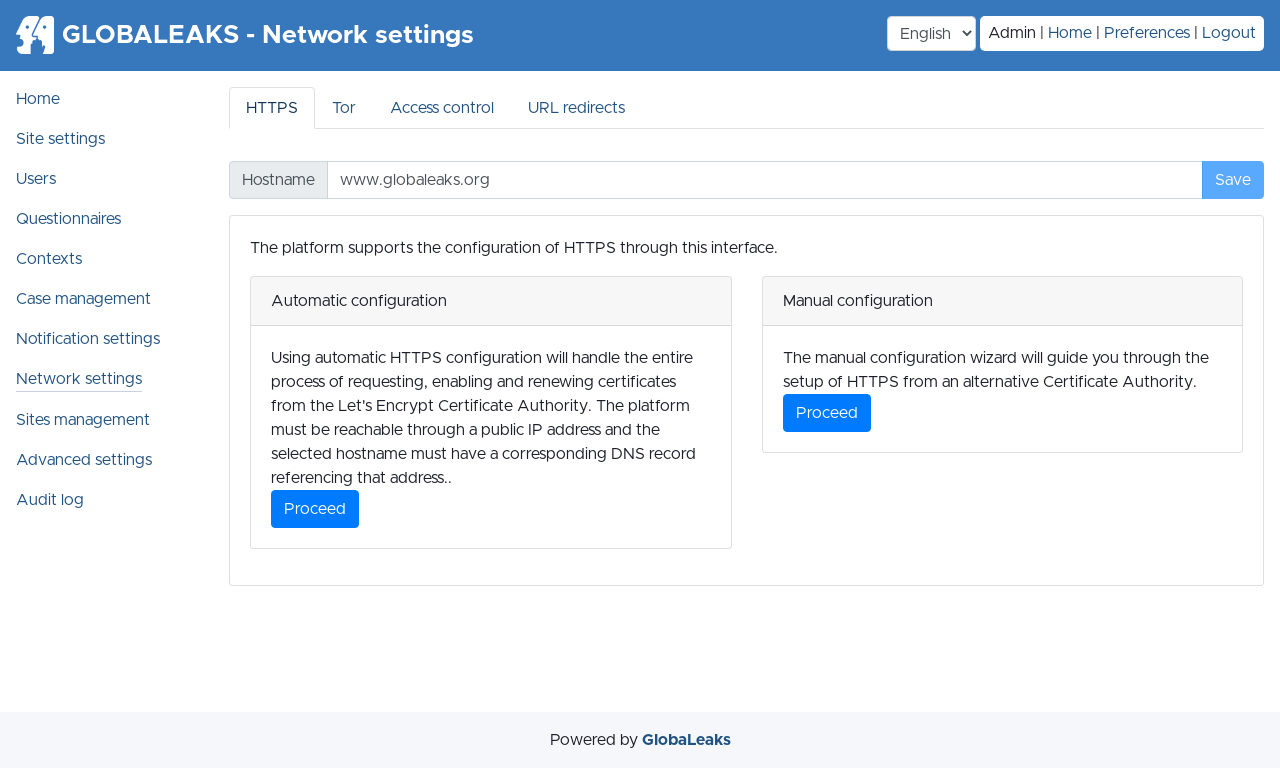 GLOBALEAKS - Network settings
English
Admin | Home | Preferences | Logout
Home
Site settings
Users
Questionnaires
Contexts
Case management
Notification settings
Network settings
Sites management
Advanced settings
Audit log
HTTPS
Tor
Access control
URL redirects
Hostname
www.globaleaks.org
Save
The platform supports the configuration of HTTPS through this interface.
Automatic configuration
Using automatic HTTPS configuration will handle the entire
process of requesting, enabling and renewing certificates
from the Let's Encrypt Certificate Authority. The platform
must be reachable through a public IP address and the
selected hostname must have a corresponding DNS record
referencing that address..
Proceed
Manual configuration
The manual configuration wizard will guide you through the
setup of HTTPS from an alternative Certificate Authority.
Proceed
Powered by GlobaLeaks